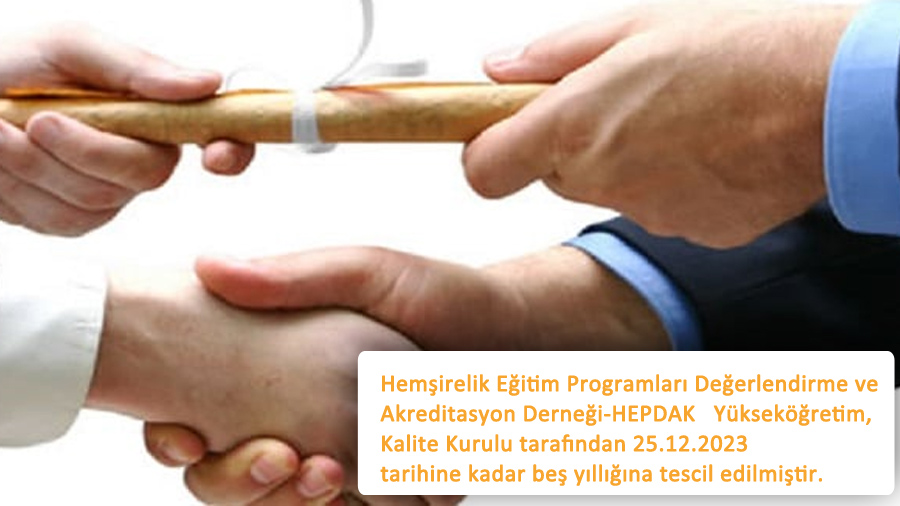 Hemşirelik Eğitim Programları Değerlendirme ve
Akreditasyon Derneği-HEPDAK Yükseköğretim,
Kalite Kurulu tarafından 25.12.2023
tarihine kadar beş yıllığına tescil edilmiştir.